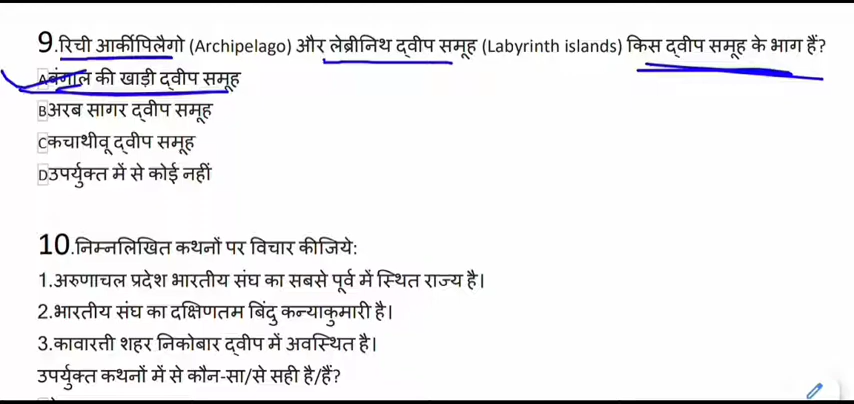 9.रिची आर्कीपिलैगो (Archipelago) और लेब्रीनिथ द्वीप समूह (Labyrinth islands) किस द्वीप समूह के भाग हैं?
Aबंगाल की खाड़ी द्वीप समूह
Bअरब सागर द्वीप समूह
Cकचाथीवू द्वीप समूह
Dउपर्युक्त में से कोई नहीं
10.निम्नलिखित कथनों पर विचार कीजिये:
1.अरुणाचल प्रदेश भारतीय संघ का सबसे पूर्व में स्थित राज्य है।
2.भारतीय संघ का दक्षिणतम बिंदु कन्याकुमारी है।
3.कावारत्ती शहर निकोबार द्वीप में अवस्थित है।
उपर्युक्त कथनों में से कौन-सा/से सही है/हैं?